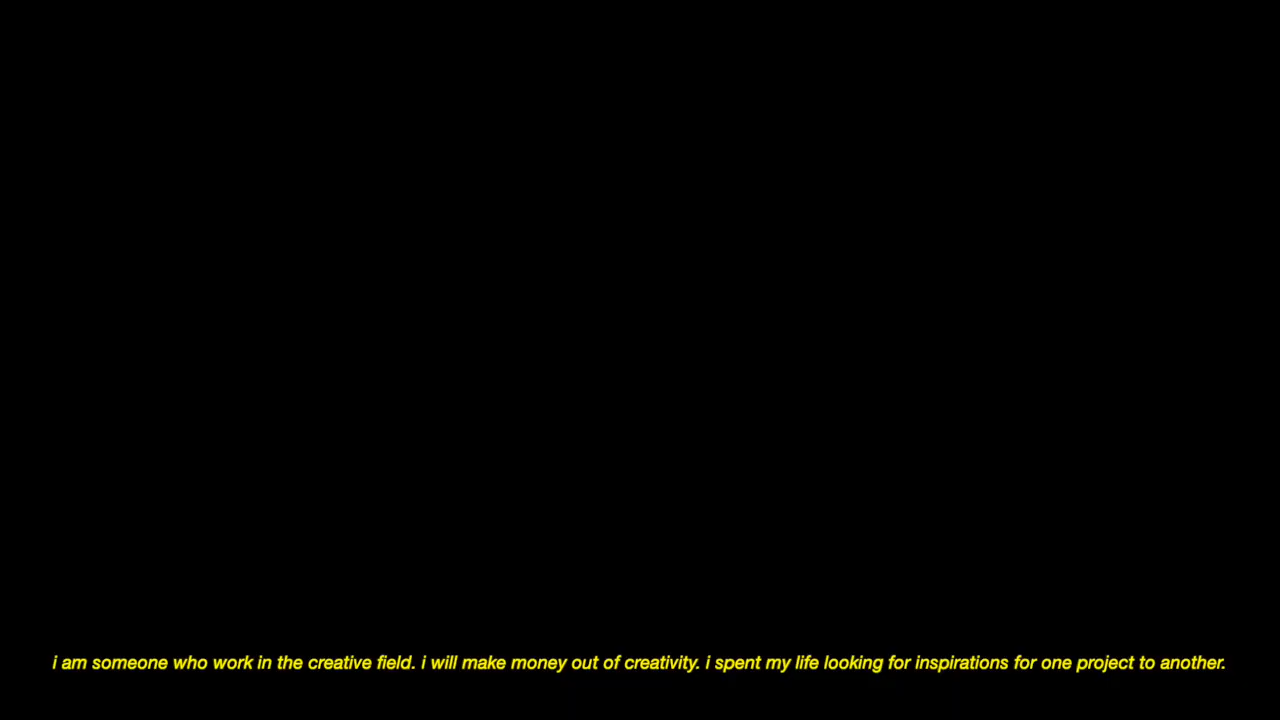 i am someone who work in the creative field. i will make money out of creativity. i spent my life looking for inspirations for one project to another.